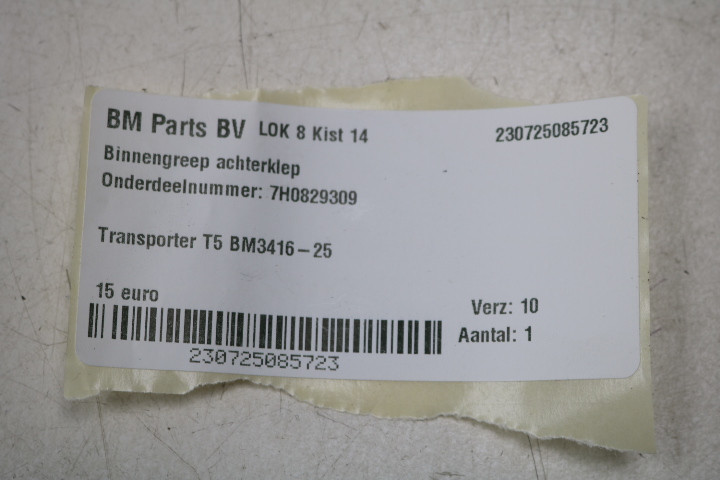 BM Parts BV LOK 8 Kist 14 230725085723
Binnengreep achterklep
Onderdeelnummer: 7H0829309
Transporter T5 BM3416-25
15 euro
Verz: 10
Aantal: 1
230725085723